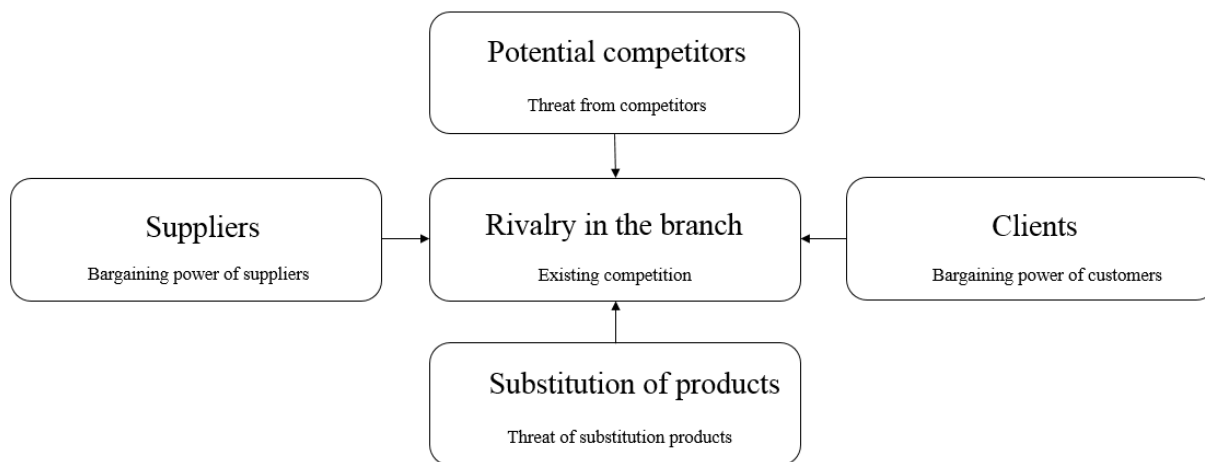 Potential competitors
Threat from competitors
Suppliers
Bargaining power of suppliers
Rivalry in the branch
Existing competition
Clients
Bargaining power of customers
Substitution of products
Threat of substitution products